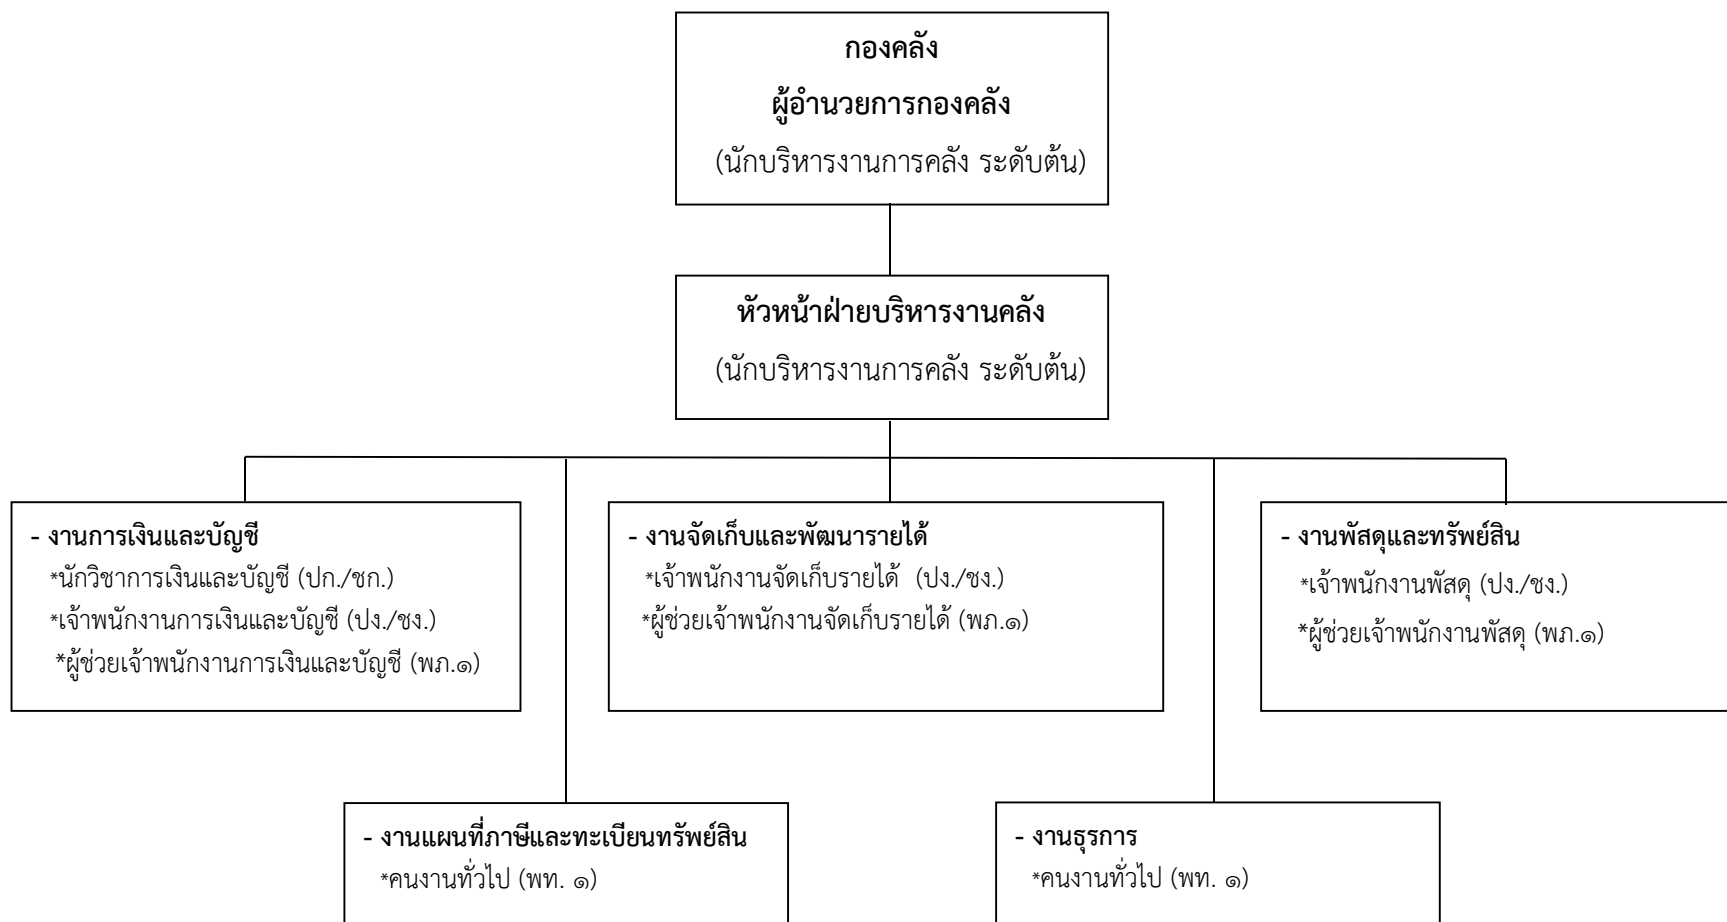 กองคลัง
ผู้อำนวยการกองคลัง
(นักบริหารงานการคลัง ระดับต้น)
หัวหน้าฝ่ายบริหารงานคลัง
(นักบริหารงานการคลัง ระดับต้น)
- งานการเงินและบัญชี
*นักวิชาการเงินและบัญชี (ปก./ชก.)
*เจ้าพนักงานการเงินและบัญชี (ปง./ชง.)
*ผู้ช่วยเจ้าพนักงานการเงินและบัญชี (พภ.๑)
- งานจัดเก็บและพัฒนารายได้
*เจ้าพนักงานจัดเก็บรายได้ (ปง./ชง.)
*ผู้ช่วยเจ้าพนักงานจัดเก็บรายได้ (พภ.๑)
- งานพัสดุและทรัพย์สิน
*เจ้าพนักงานพัสดุ (ปง./ชง.)
*ผู้ช่วยเจ้าพนักงานพัสดุ (พภ.๑)
- งานแผนที่ภาษีและทะเบียนทรัพย์สิน
*คนงานทั่วไป (พท. ๑)
- งานธุรการ
*คนงานทั่วไป (พท. ๑)